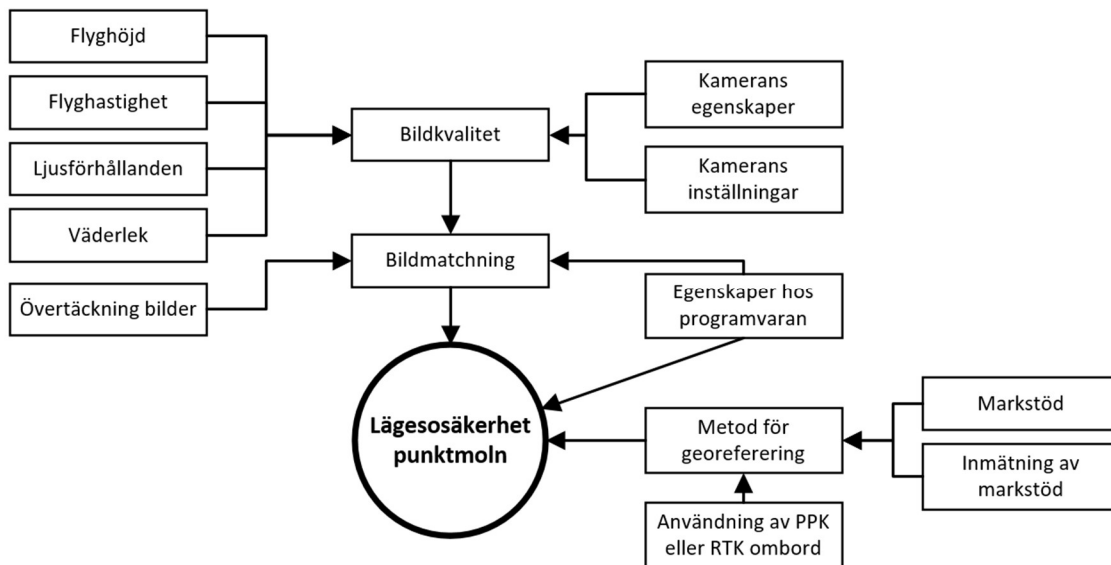 Flyghöjd
Flyghastighet
Ljusförhållanden
Väderlek
Övertäckning bilder
Bildkvalitet
Bildmatchning
Kamerans
egenskaper
Kamerans
inställningar
Egenskaper hos
programvaran
Lägesosäkerhet
punktmoln
Metod för
georeferering
Markstöd
Inmätning av
markstöd
Användning av PPK
eller RTK ombord